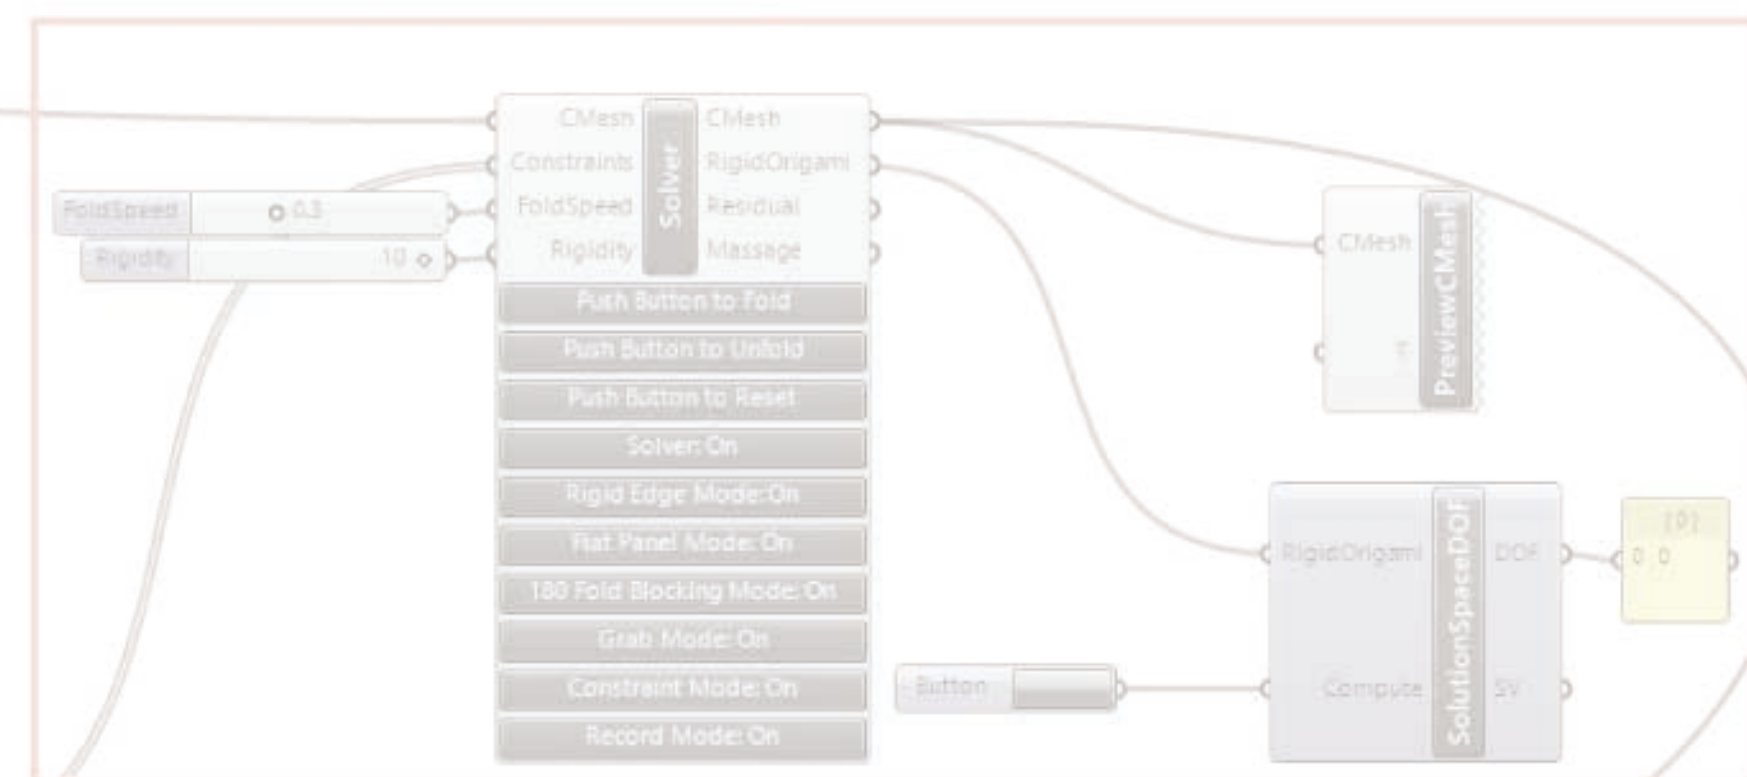 CMesh
CMesh
Constraints
RigidOrigami
FoldSpeed
0.3
FoldSpeed
Residual
Rigidity
10
Rigidity
Massage
Solver
Push Button to Fold
Push Button to Unfold
Push Button to Reset
Solver: On
Rigid Edge Mode: On
Flat Panel Mode: On
180 Fold Blocking Mode: On
Grab Mode: On
Constraint Mode: On
Record Mode: On
CMesh
PreviewCMesh
RigidOrigami
DOF
SolutionSpaceDOF
{0}
0 0
Button
Compute
SV